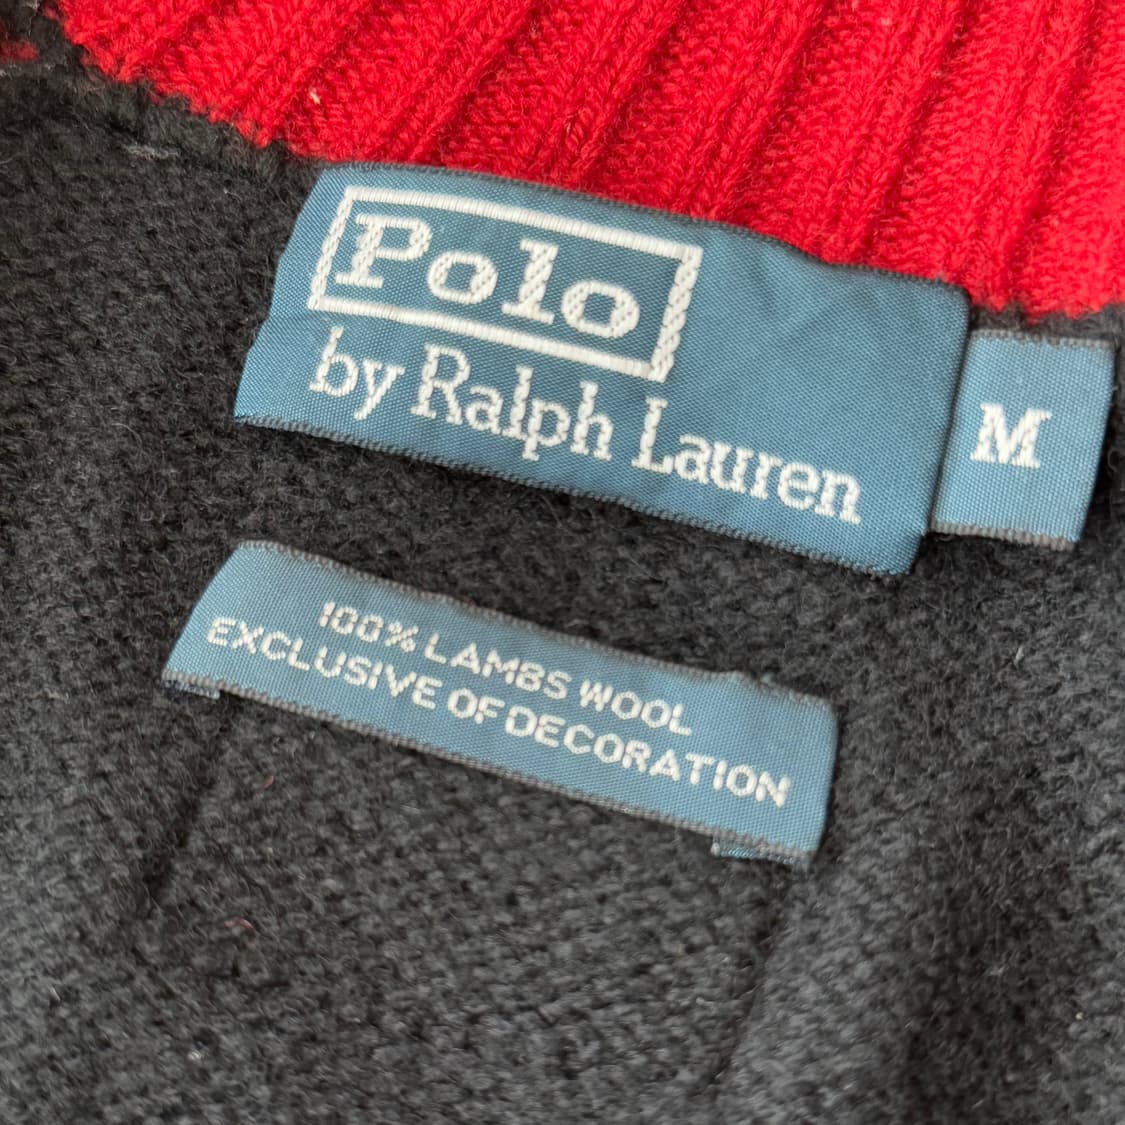 Polo
by Ralph Lauren
M
100% LAMBS WOOL
EXCLUSIVE OF DECORATION